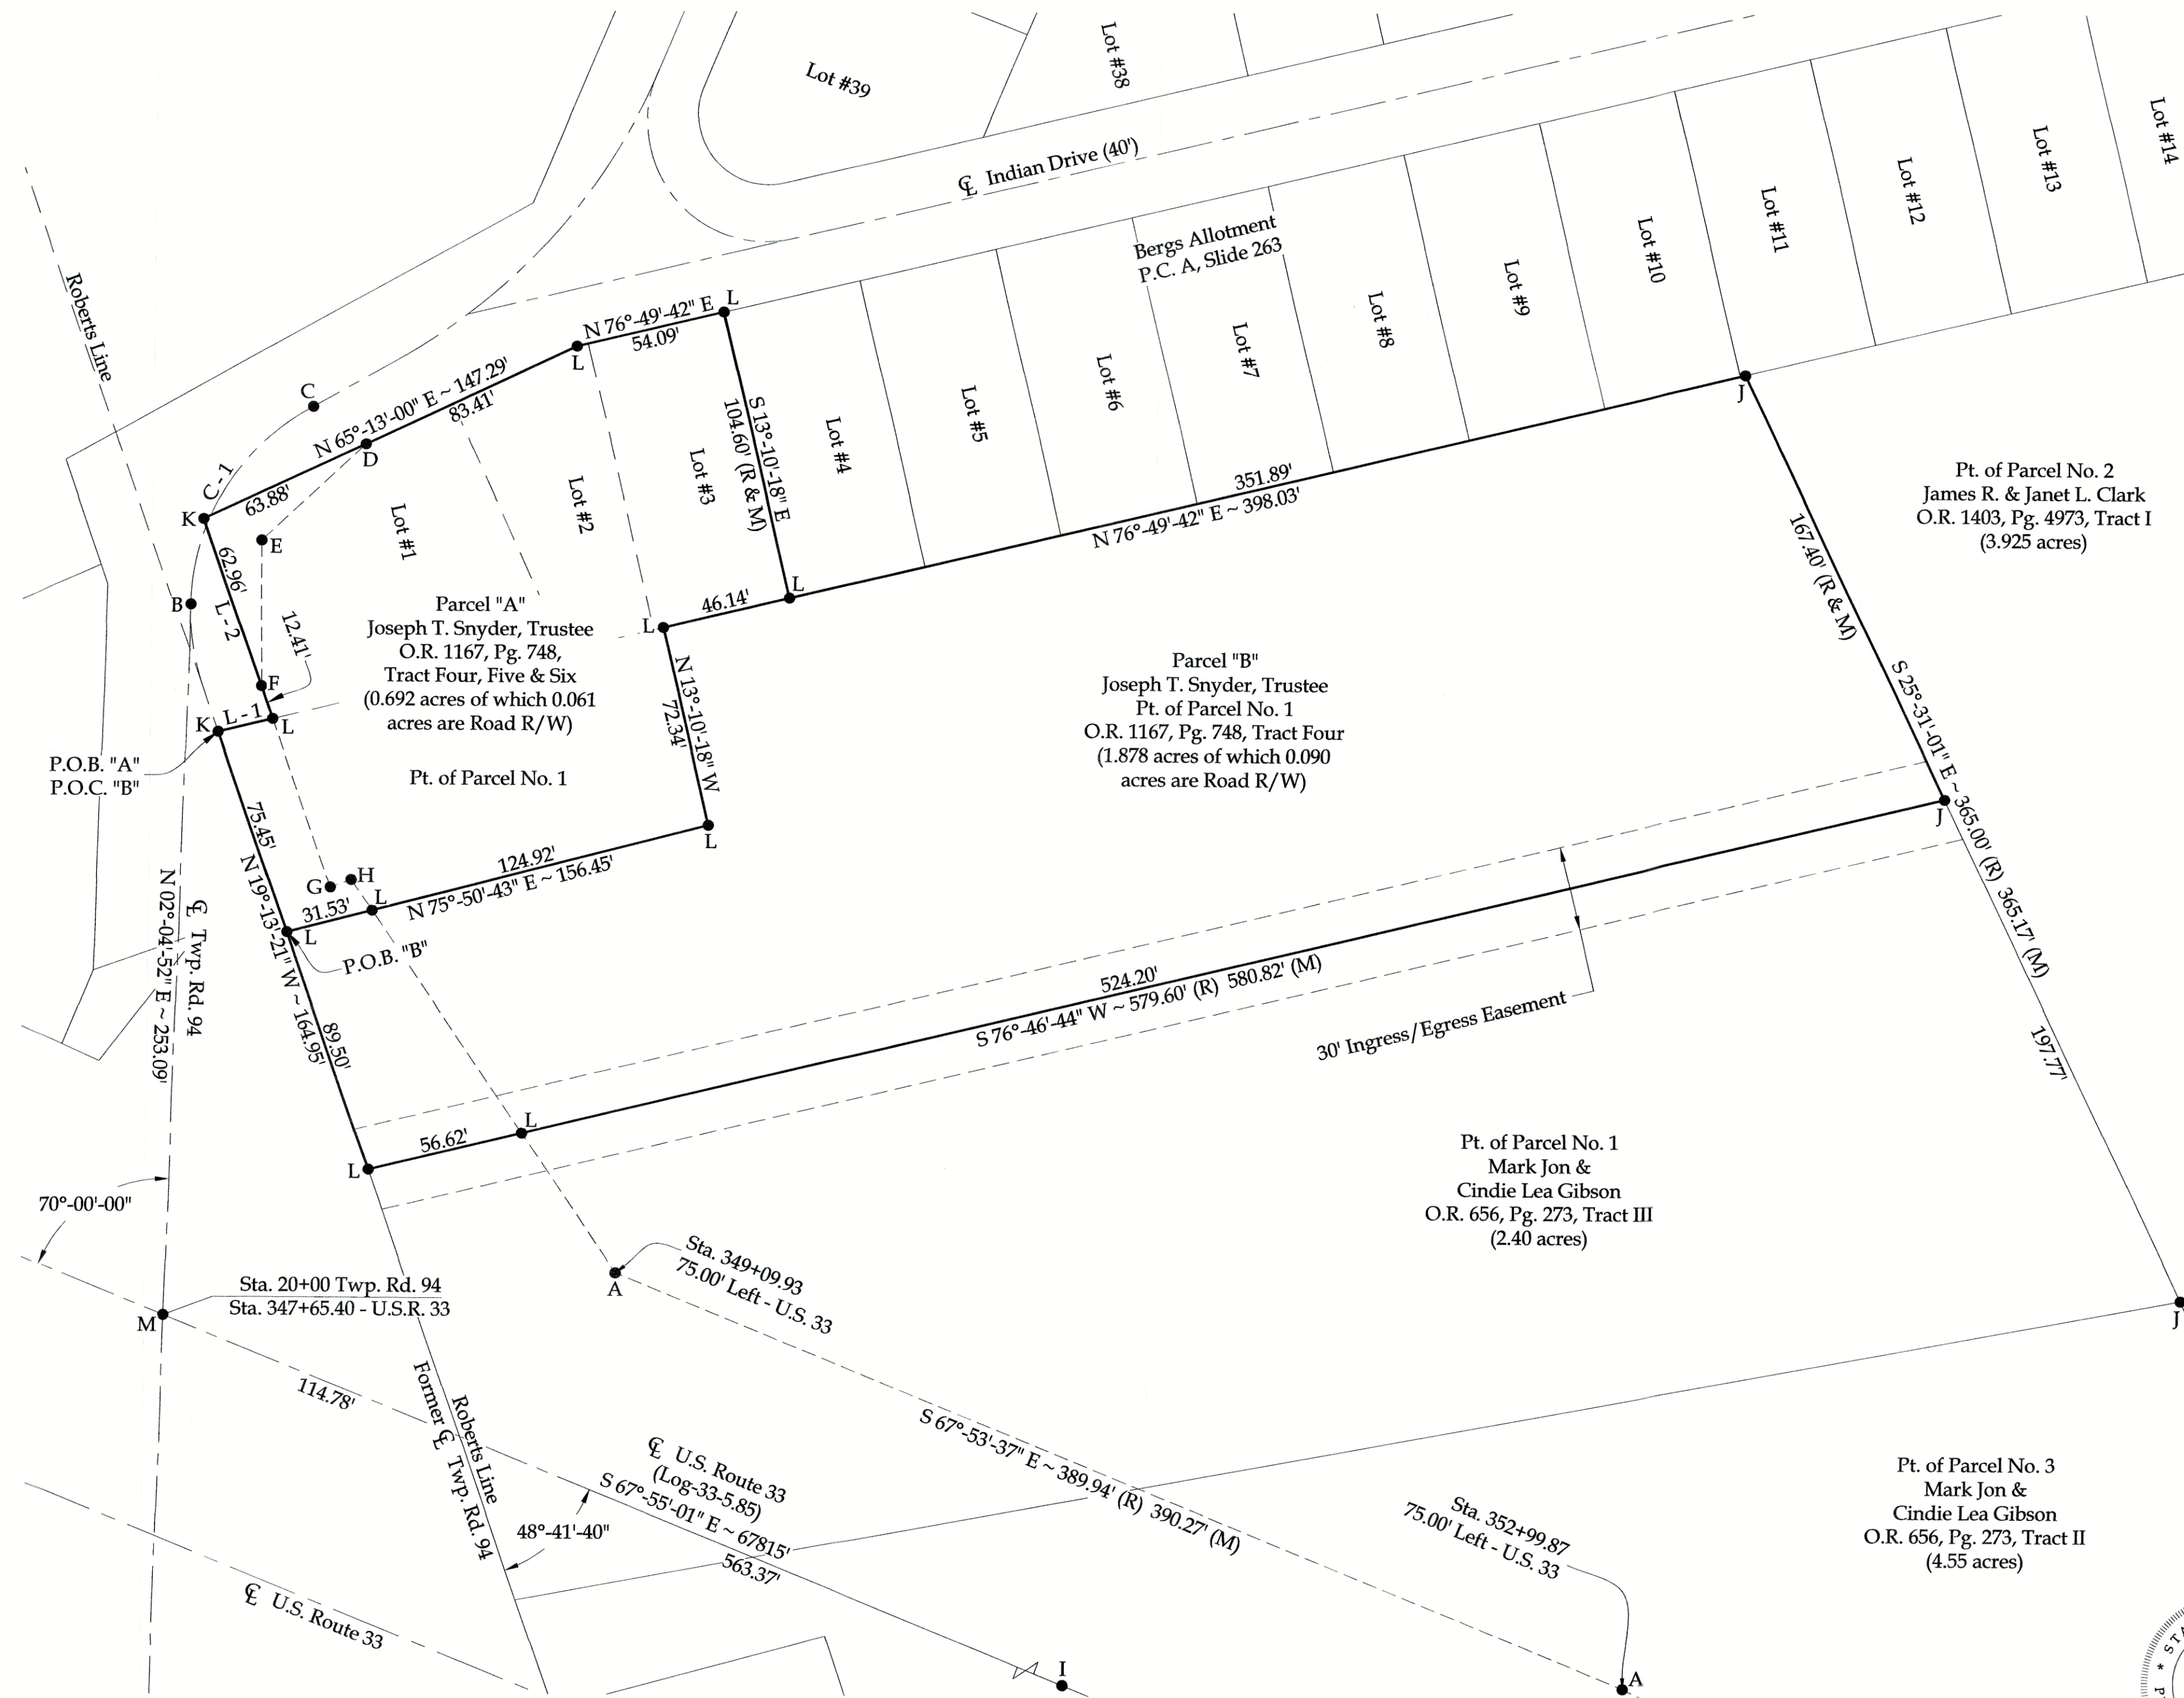 Lot #39
Lot #38
Lot #14
Lot #13
Lot #12
Lot #11
Lot #10
Lot #9
Lot #8
Lot #7
Lot #6
Lot #5
Lot #4
Lot #3
Lot #2
Lot #1
℄ Indian Drive (40')
Bergs Allotment
P.C. A, Slide 263
Roberts Line
L
N 76°-49'-42" E
54.09'
L
C
N 65°-13'-00" E ~ 147.29'
83.41'
D
C - 1
63.88'
K
E
S 13°-10'-18" E
104.60' (R & M)
J
351.89'
N 76°-49'-42" E ~ 398.03'
Pt. of Parcel No. 2
James R. & Janet L. Clark
O.R. 1403, Pg. 4973, Tract I
(3.925 acres)
167.40' (R & M)
62.96'
L - 2
B
12.41'
L
46.14'
L
F
K
L - 1
L
Parcel "A"
Joseph T. Snyder, Trustee
O.R. 1167, Pg. 748,
Tract Four, Five & Six
(0.692 acres of which 0.061
acres are Road R/W)
Pt. of Parcel No. 1
N 13°-10'-18" W
72.34'
Parcel "B"
Joseph T. Snyder, Trustee
Pt. of Parcel No. 1
O.R. 1167, Pg. 748, Tract Four
(1.878 acres of which 0.090
acres are Road R/W)
S 25°-31'-01" E ~ 365.00' (R) 365.17' (M)
J
P.O.B. "A"
P.O.C. "B"
75.45'
N 19°-13'-21" W ~ 164.95'
G
H
L
31.53'
124.92'
N 75°-50'-43" E ~ 156.45'
L
L
P.O.B. "B"
N 02°-04'-52" E ~ 253.09'
℄ Twp. Rd. 94
89.50'
524.20'
S 76°-46'-44" W ~ 579.60' (R) 580.82' (M)
30' Ingress/Egress Easement
197.77'
56.62'
L
L
70°-00'-00"
Sta. 20+00 Twp. Rd. 94
Sta. 347+65.40 - U.S.R. 33
M
A
Sta. 349+09.93
75.00' Left - U.S. 33
Pt. of Parcel No. 1
Mark Jon &
Cindie Lea Gibson
O.R. 656, Pg. 273, Tract III
(2.40 acres)
J
114.78'
Roberts Line
Former ℄ Twp. Rd. 94
℄ U.S. Route 33
(Log-33-5.85)
S 67°-55'-01" E ~ 67815'
563.37'
48°-41'-40"
S 67°-53'-37" E ~ 389.94' (R) 390.27' (M)
Sta. 352+99.87
75.00' Left - U.S. 33
Pt. of Parcel No. 3
Mark Jon &
Cindie Lea Gibson
O.R. 656, Pg. 273, Tract II
(4.55 acres)
℄ U.S. Route 33
I
A
STA
* P